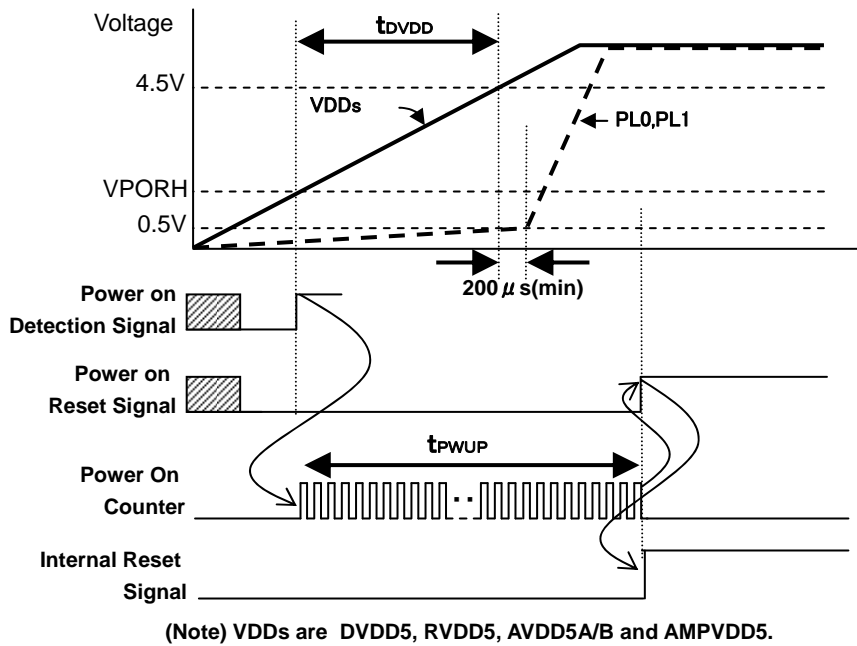 Voltage
tDVDD
4.5V
VDDs
PL0,PL1
VPORH
0.5V
200 μ s(min)
Power on
Detection Signal
Power on
Reset Signal
tPWUP
Power On
Counter
Internal Reset
Signal
(Note) VDDs are DVDD5, RVDD5, AVDD5A/B and AMPVDD5.